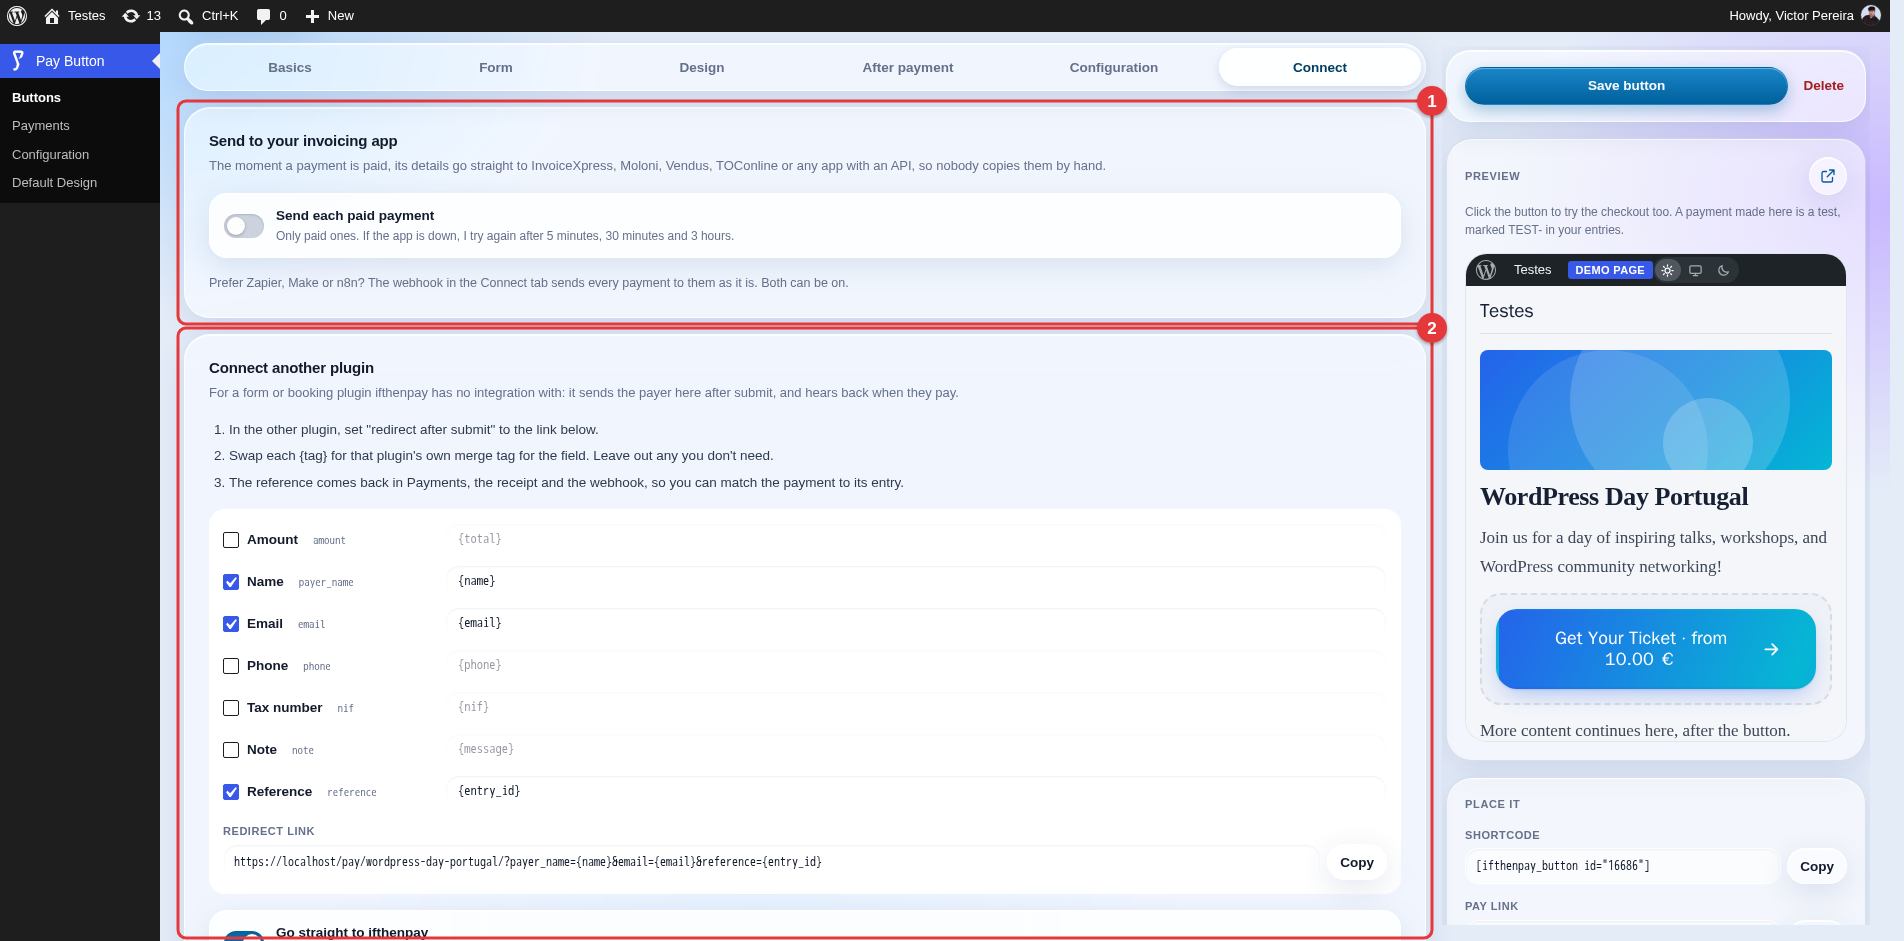 Testes
13
Ctrl+K
0
New
Howdy, Victor Pereira
Pay Button
Buttons
Payments
Configuration
Default Design
Basics
Form
Design
After payment
Configuration
Connect
1
Send to your invoicing app
The moment a payment is paid, its details go straight to InvoiceXpress, Moloni, Vendus, TOConline or any app with an API, so nobody copies them by hand.
Send each paid payment
Only paid ones. If the app is down, I try again after 5 minutes, 30 minutes and 3 hours.
Prefer Zapier, Make or n8n? The webhook in the Connect tab sends every payment to them as it is. Both can be on.
2
Connect another plugin
For a form or booking plugin ifthenpay has no integration with: it sends the payer here after submit, and hears back when they pay.
1. In the other plugin, set "redirect after submit" to the link below.
2. Swap each {tag} for that plugin's own merge tag for the field. Leave out any you don't need.
3. The reference comes back in Payments, the receipt and the webhook, so you can match the payment to its entry.
Amount amount {total}
Name payer_name {name}
Email email {email}
Phone phone {phone}
Tax number nif {nif}
Note note {message}
Reference reference {entry_id}
REDIRECT LINK
https://localhost/pay/wordpress-day-portugal/?payer_name={name}&email={email}&reference={entry_id}
Copy
Go straight to ifthenpay
Save button
Delete
PREVIEW
Click the button to try the checkout too. A payment made here is a test,
marked TEST- in your entries.
Testes
DEMO PAGE
Testes
WordPress Day Portugal
Join us for a day of inspiring talks, workshops, and
WordPress community networking!
Get Your Ticket · from
10.00 €
More content continues here, after the button.
PLACE IT
SHORTCODE
[ifthenpay_button id="16686"]
Copy
PAY LINK